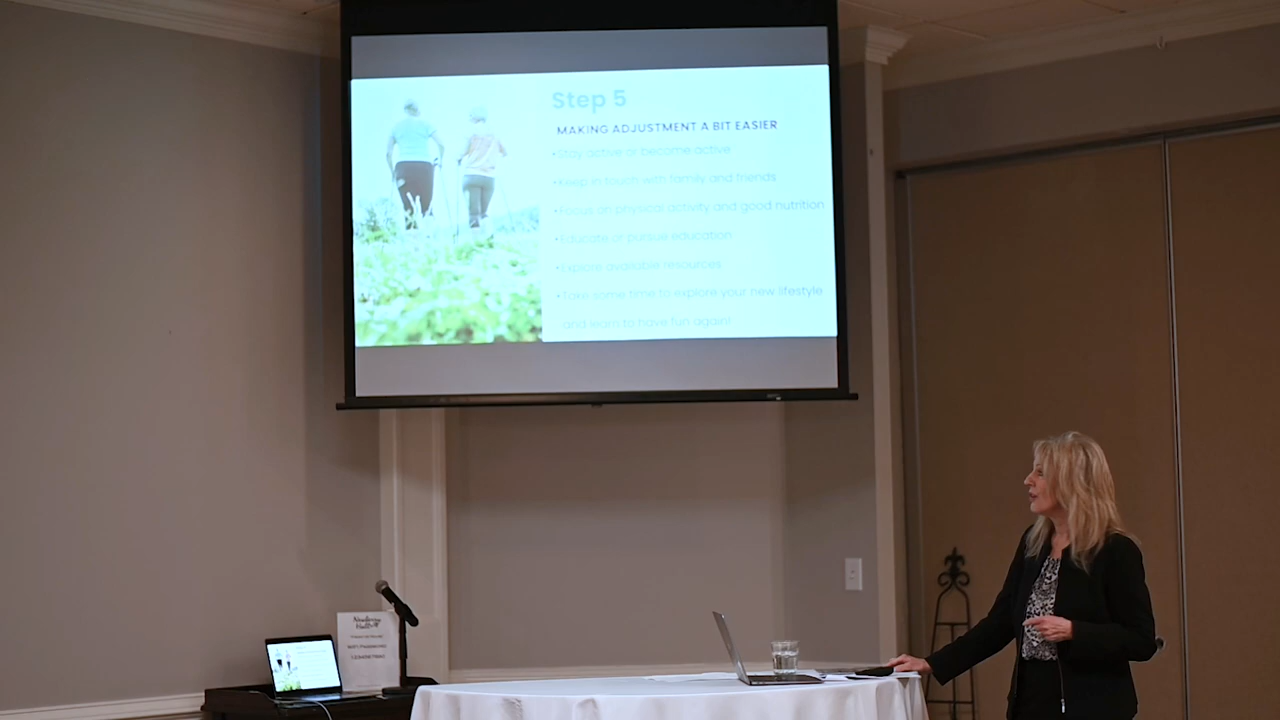 Step 5
MAKING ADJUSTMENT A BIT EASIER
•Stay active or become active
•Keep in touch with family and friends
•Focus on physical activity and good nutrition
•Educate or pursue education
•Explore available resources
•Take some time to explore your new lifestyle
and learn to have fun again!
Newberry
Hall